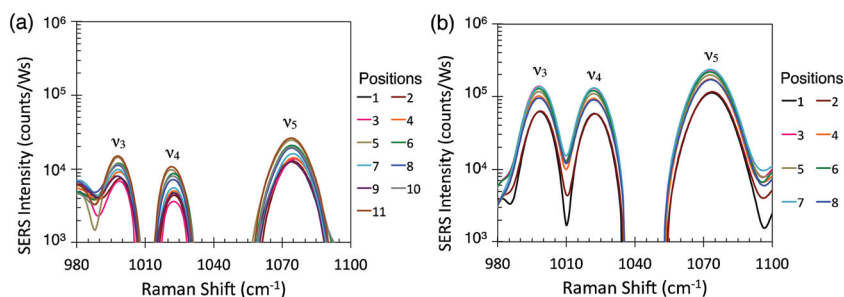 (a)
10⁶
10⁵
10⁴
10³
SERS Intensity (counts/Ws)
ν₃
ν₄
ν₅
980 1010 1040 1070 1100
Raman Shift (cm⁻¹)
Positions
1 2
3 4
5 6
7 8
9 10
11
(b)
10⁶
10⁵
10⁴
10³
SERS Intensity (counts/Ws)
ν₃
ν₄
ν₅
980 1010 1040 1070 1100
Raman Shift (cm⁻¹)
Positions
1 2
3 4
5 6
7 8